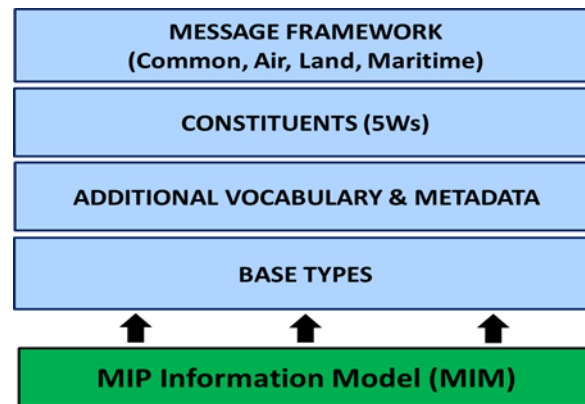 MESSAGE FRAMEWORK
(Common, Air, Land, Maritime)
CONSTITUENTS (5Ws)
ADDITIONAL VOCABULARY & METADATA
BASE TYPES
MIP Information Model (MIM)